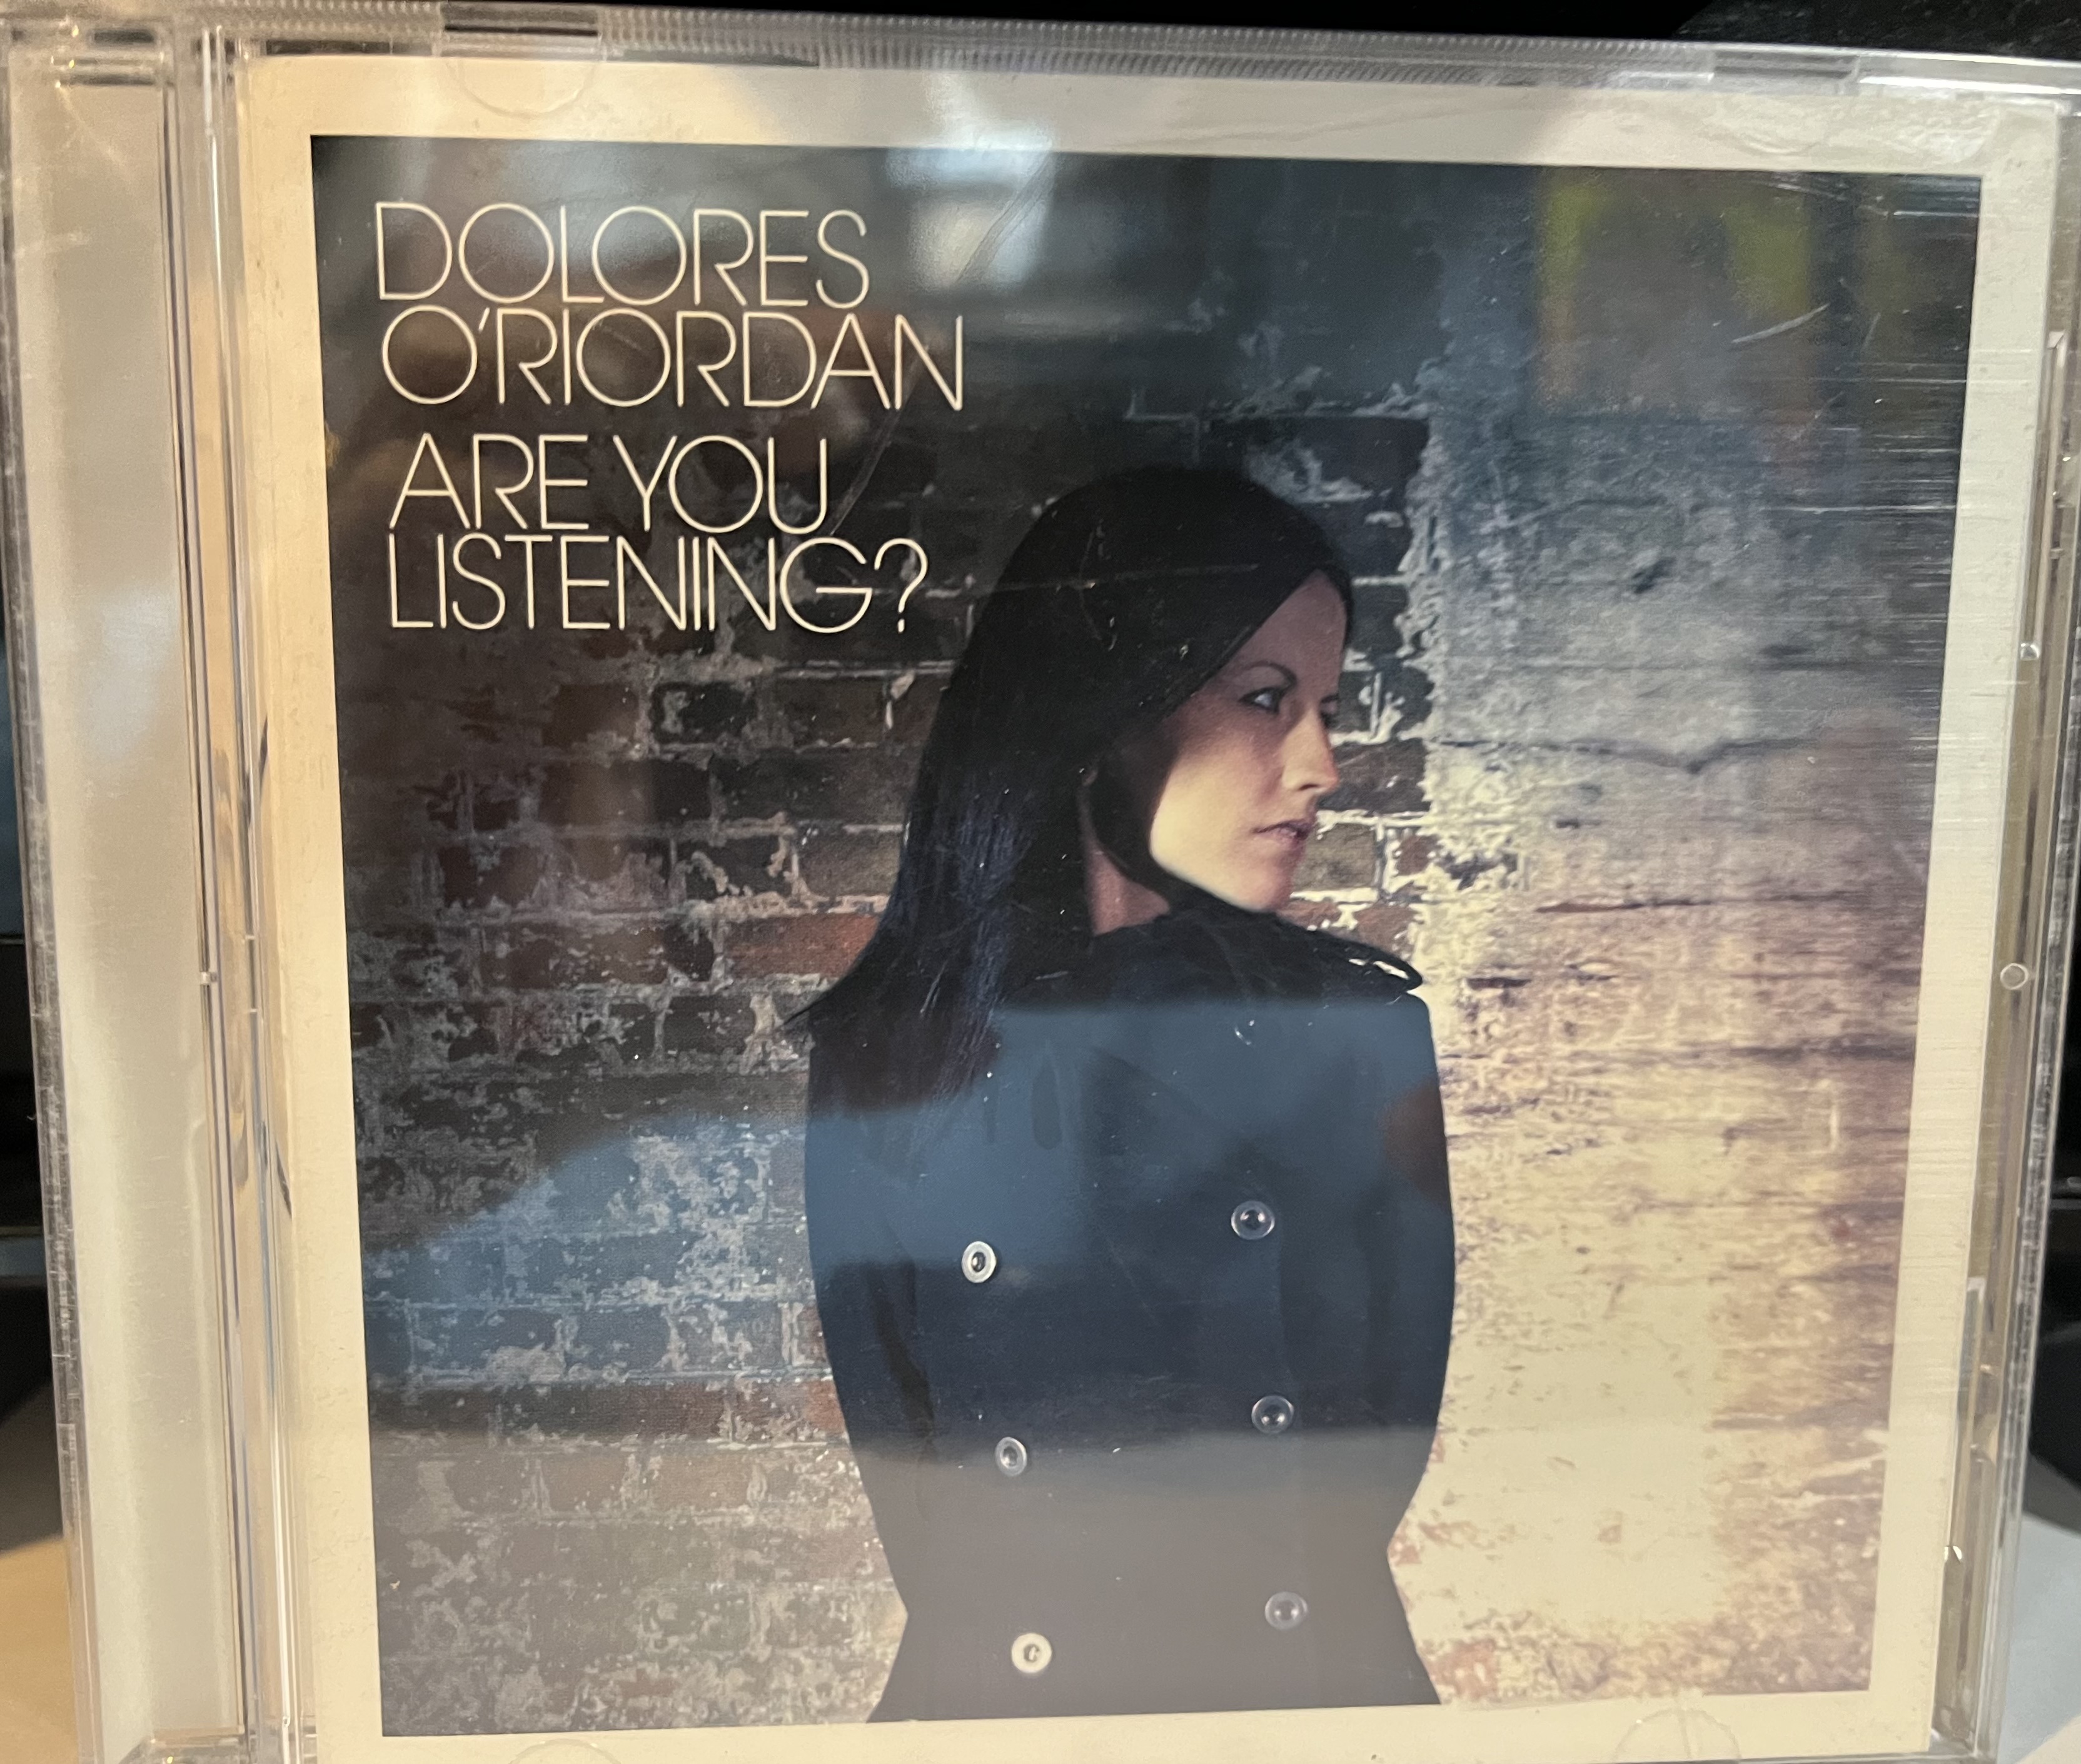 DOLORES
O'RIORDAN
ARE YOU
LISTENING?